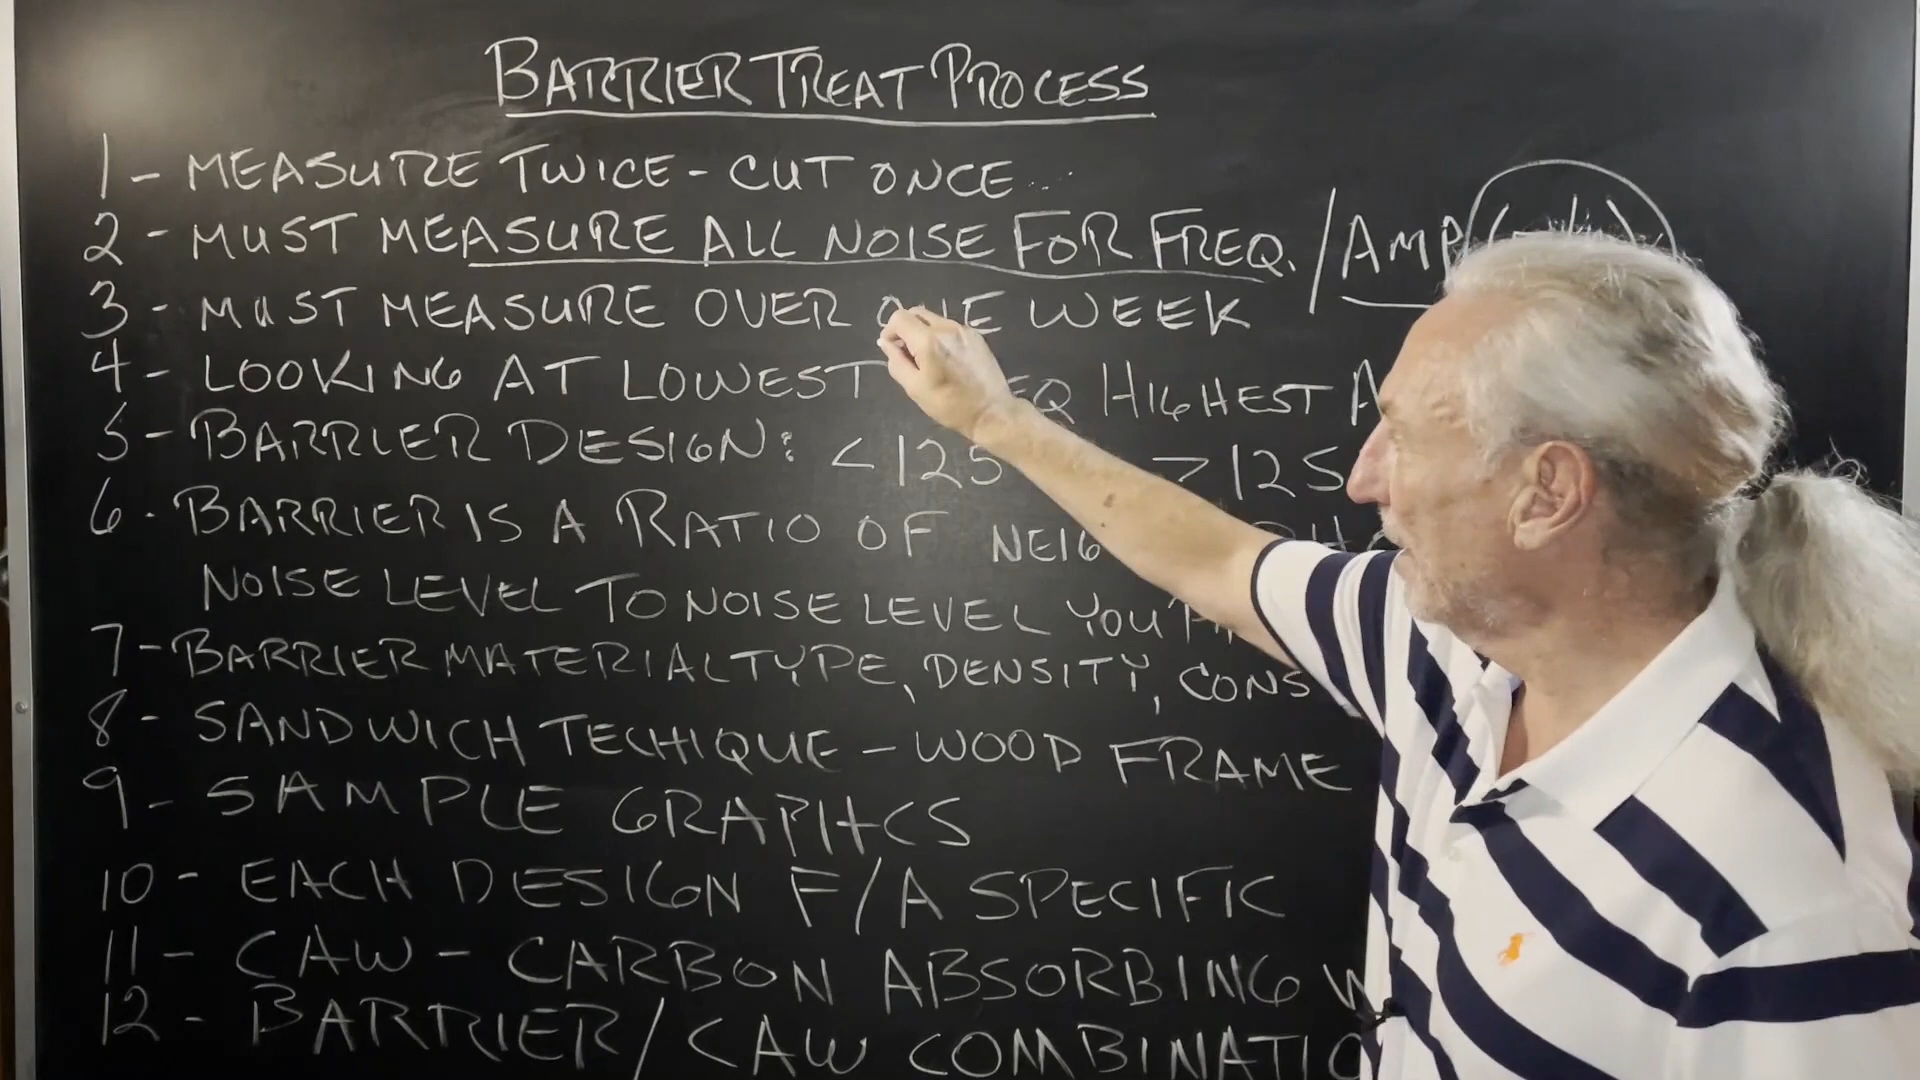 BARRIER TREAT PROCESS
1 - MEASURE TWICE - CUT ONCE...
2 - MUST MEASURE ALL NOISE FOR FREQ. / AMP
3 - MUST MEASURE OVER ONE WEEK
4 - LOOKING AT LOWEST HIGHEST
5 - BARRIER DESIGN: < 125 > 125
6 - BARRIER IS A RATIO OF
NOISE LEVEL TO NOISE LEVEL YOU
7 - BARRIER MATERIAL TYPE, DENSITY, CONS
8 - SANDWICH TECHIQUE - WOOD FRAME
9 - SAMPLE GRAPHICS
10 - EACH DESIGN F/A SPECIFIC
11 - CAW - CARBON ABSORBING
12 - BARRIER / CAW COMBINATIO